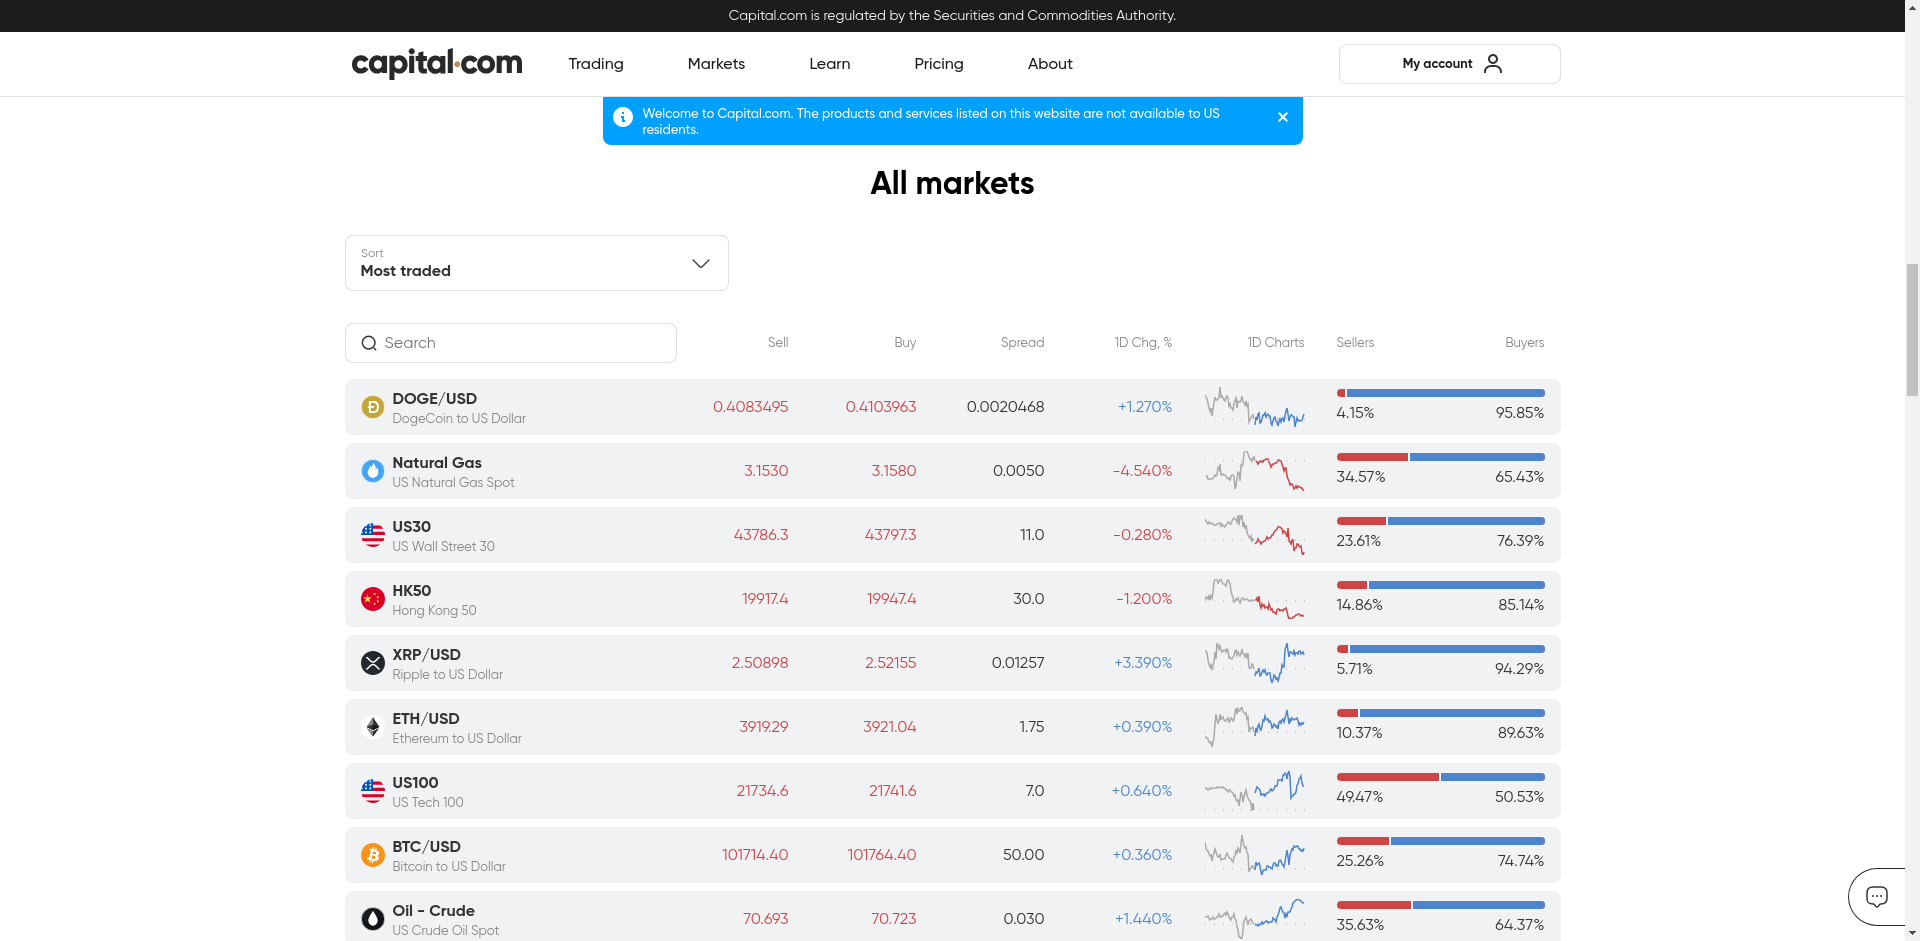 Capital.com is regulated by the Securities and Commodities Authority.
capital.com
Trading
Markets
Learn
Pricing
About
My account
Welcome to Capital.com. The products and services listed on this website are not available to US
residents.
All markets
Sort
Most traded
Search
Sell
Buy
Spread
1D Chg, %
1D Charts
Sellers
Buyers
DOGE/USD
DogeCoin to US Dollar
0.4083495
0.4103963
0.0020468
+1.270%
4.15%
95.85%
Natural Gas
US Natural Gas Spot
3.1530
3.1580
0.0050
-4.540%
34.57%
65.43%
US30
US Wall Street 30
43786.3
43797.3
11.0
-0.280%
23.61%
76.39%
HK50
Hong Kong 50
19917.4
19947.4
30.0
-1.200%
14.86%
85.14%
XRP/USD
Ripple to US Dollar
2.50898
2.52155
0.01257
+3.390%
5.71%
94.29%
ETH/USD
Ethereum to US Dollar
3919.29
3921.04
1.75
+0.390%
10.37%
89.63%
US100
US Tech 100
21734.6
21741.6
7.0
+0.640%
49.47%
50.53%
BTC/USD
Bitcoin to US Dollar
101714.40
101764.40
50.00
+0.360%
25.26%
74.74%
Oil - Crude
US Crude Oil Spot
70.693
70.723
0.030
+1.440%
35.63%
64.37%